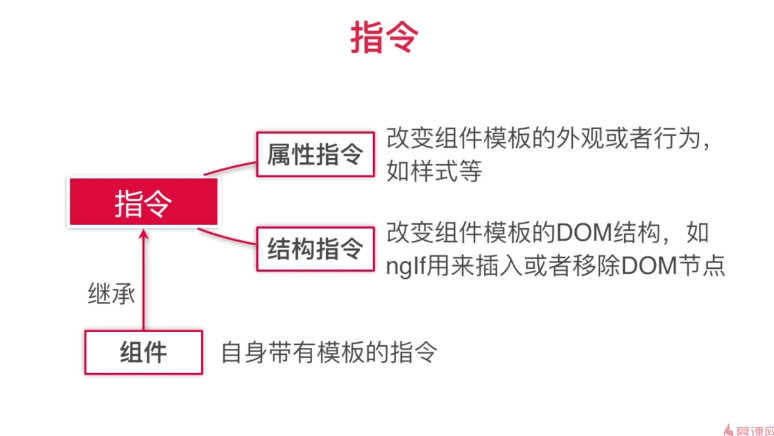 指令
属性指令
改变组件模板的外观或者行为，
如样式等
指令
结构指令
改变组件模板的DOM结构，如
ngIf用来插入或者移除DOM节点
继承
组件
自身带有模板的指令
慕课网